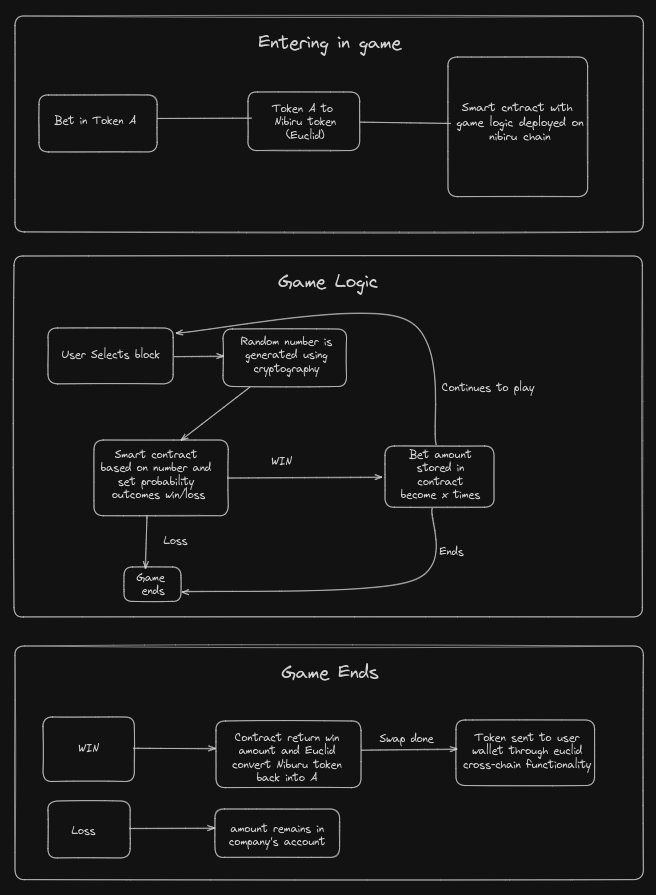 Entering in game
Bet in Token A
Token A to
Nibiru token
(Euclid)
Smart cntract with
game logic deployed on
nibiru chain
Game Logic
User Selects block
Random number is
generated using
cryptography
Continues to play
Smart contract
based on number and
set probability
outcomes win/loss
WIN
Bet amount
stored in
contract
become x times
Loss
Ends
Game
ends
Game Ends
WIN
Contract return win
amount and Euclid
convert Niburu token
back into A
Swap done
Token sent to user
wallet through euclid
cross-chain functionality
Loss
amount remains in
company's account